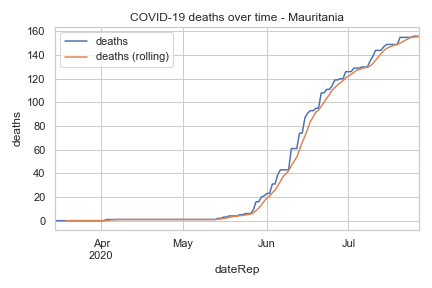 COVID-19 deaths over time - Mauritania
deaths
deaths (rolling)
160
140
120
100
80
60
40
20
0
deaths
Apr
2020
May
Jun
Jul
dateRep